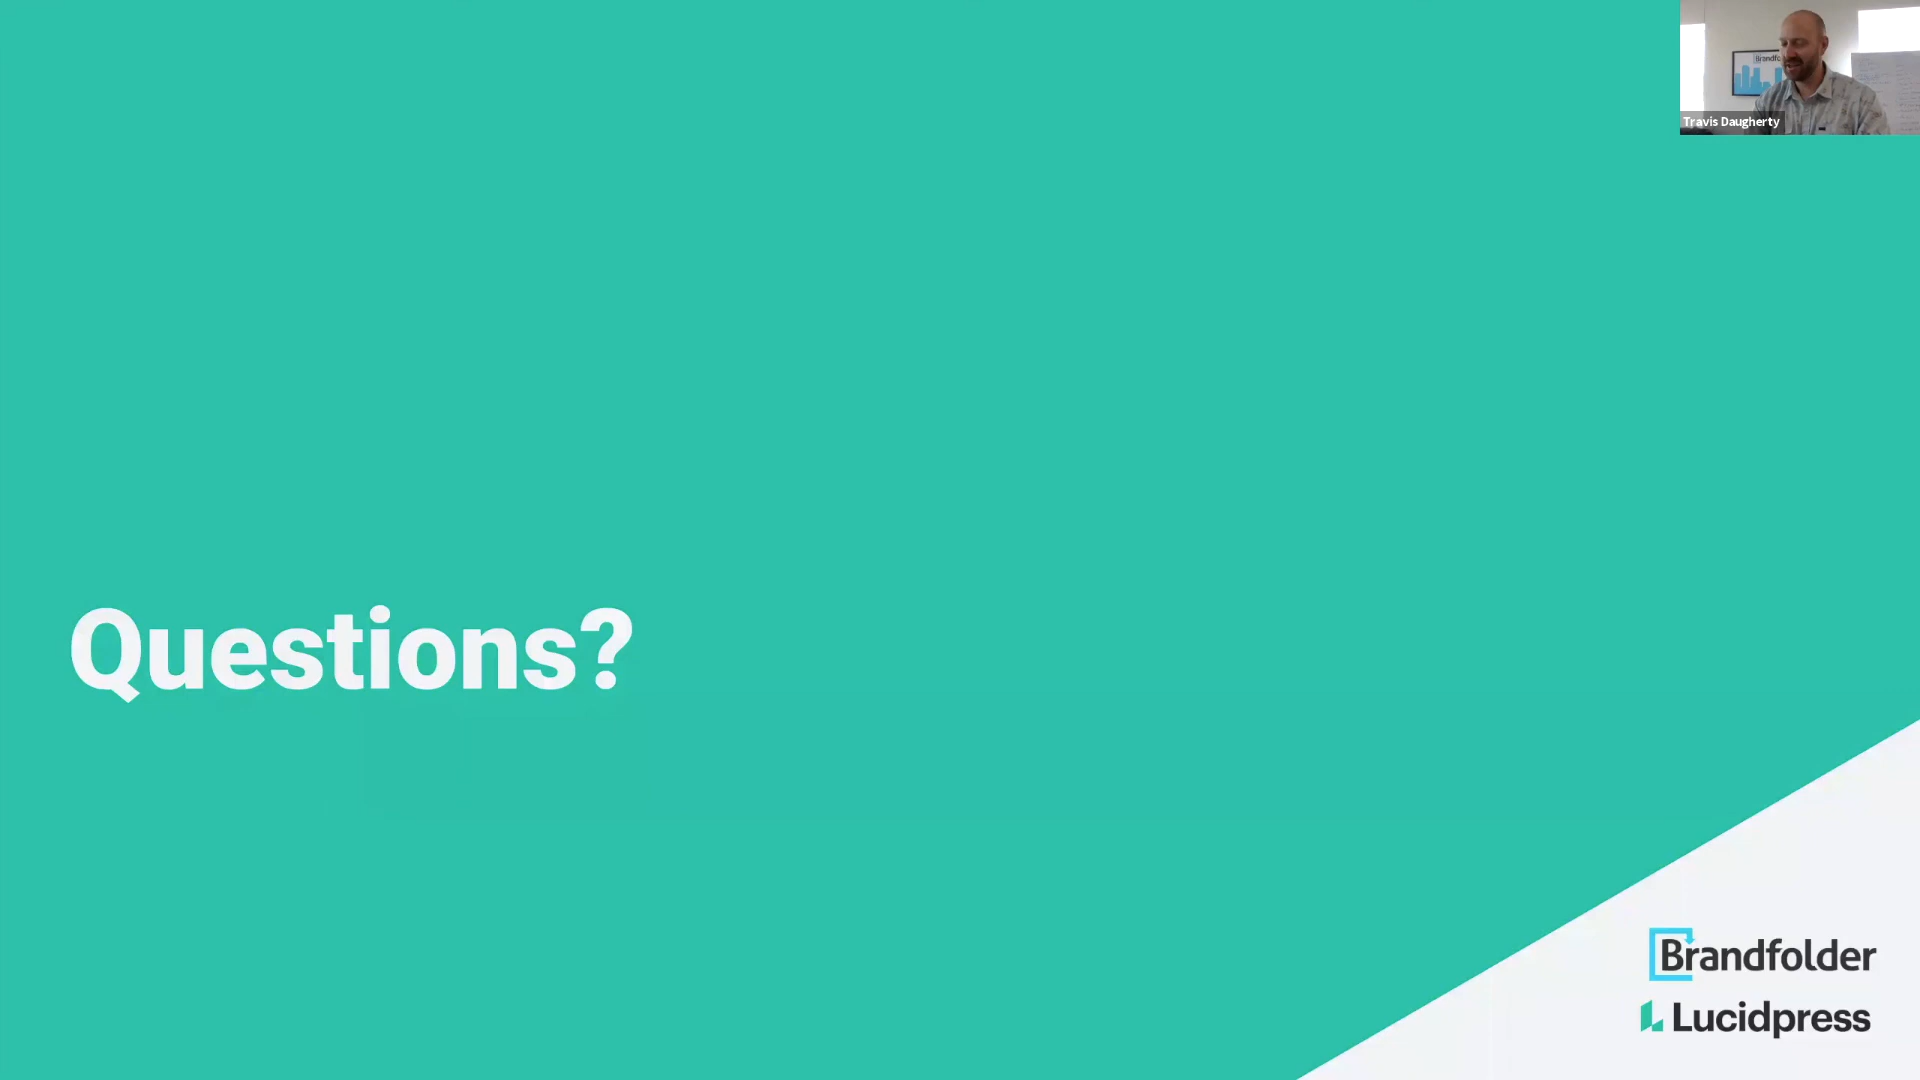 Travis Daugherty
Questions?
Brandfolder
Lucidpress